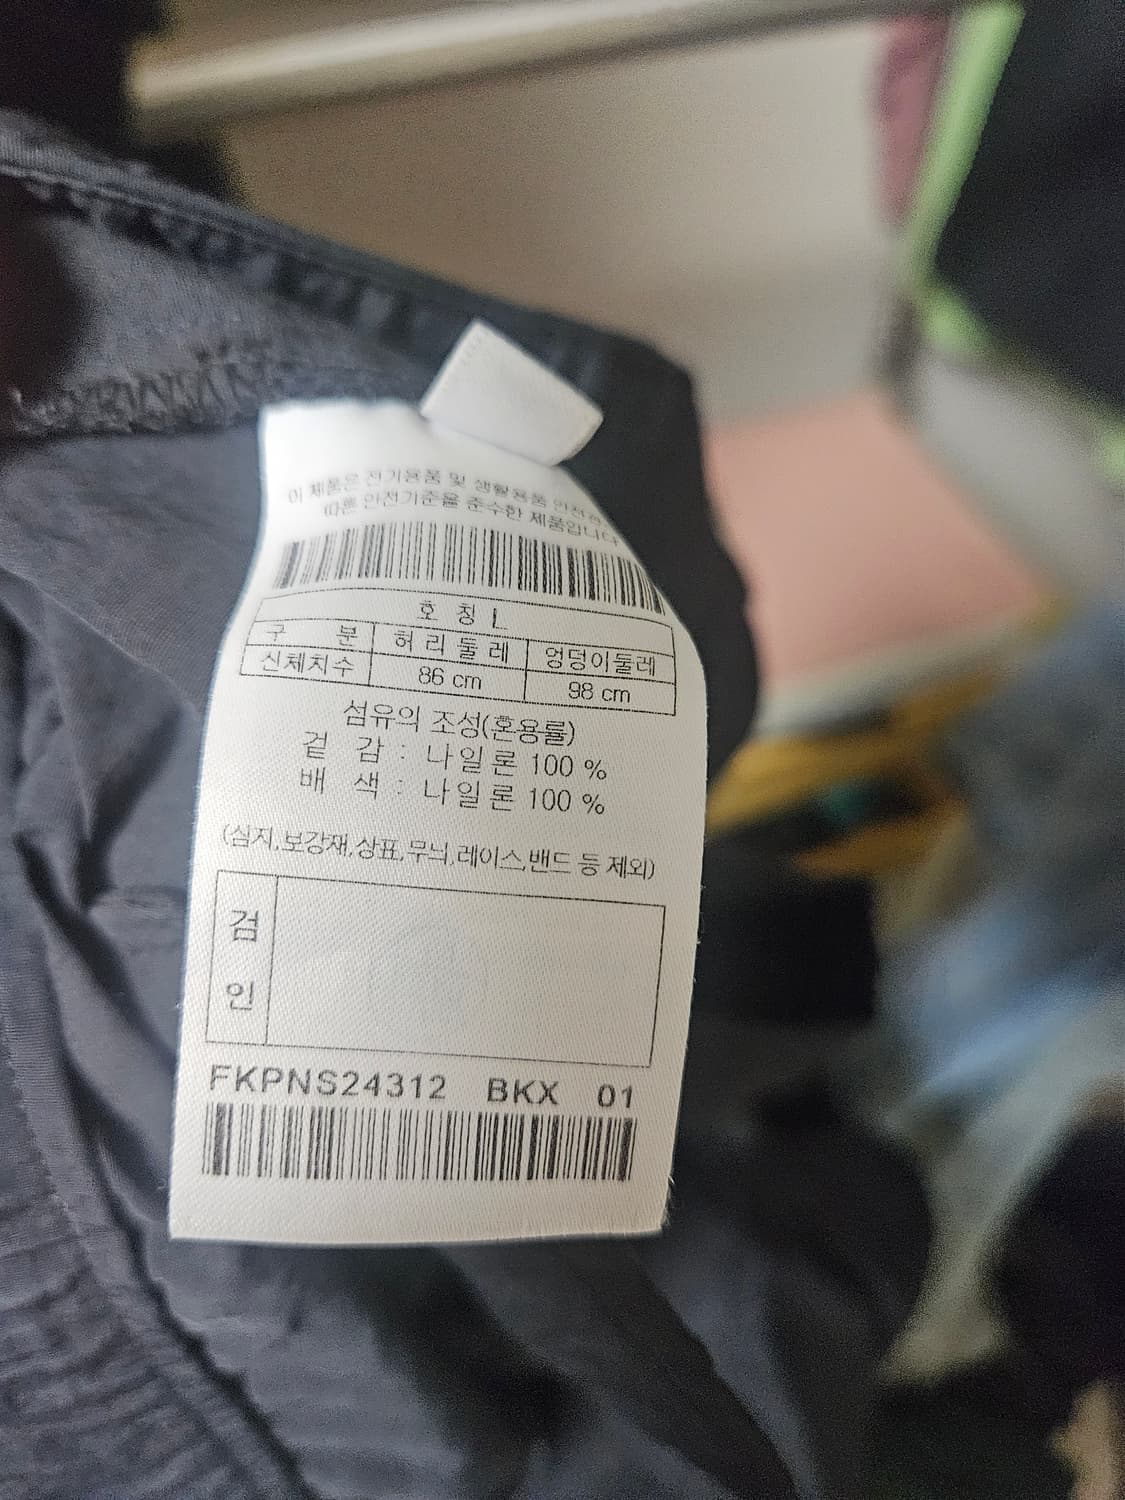 이 제품은 전기용품 및 생활용품 안전
따른 안전기준을 준수한 제품입니다
호 칭 L
구 분 허리둘레 엉덩이둘레
신체치수 86 cm 98 cm
섬유의 조성(혼용률)
겉 감 : 나일론 100 %
배 색 : 나일론 100 %
(심지,보강재,상표,무늬,레이스,밴드 등 제외)
검
인
FKPNS24312 BKX 01